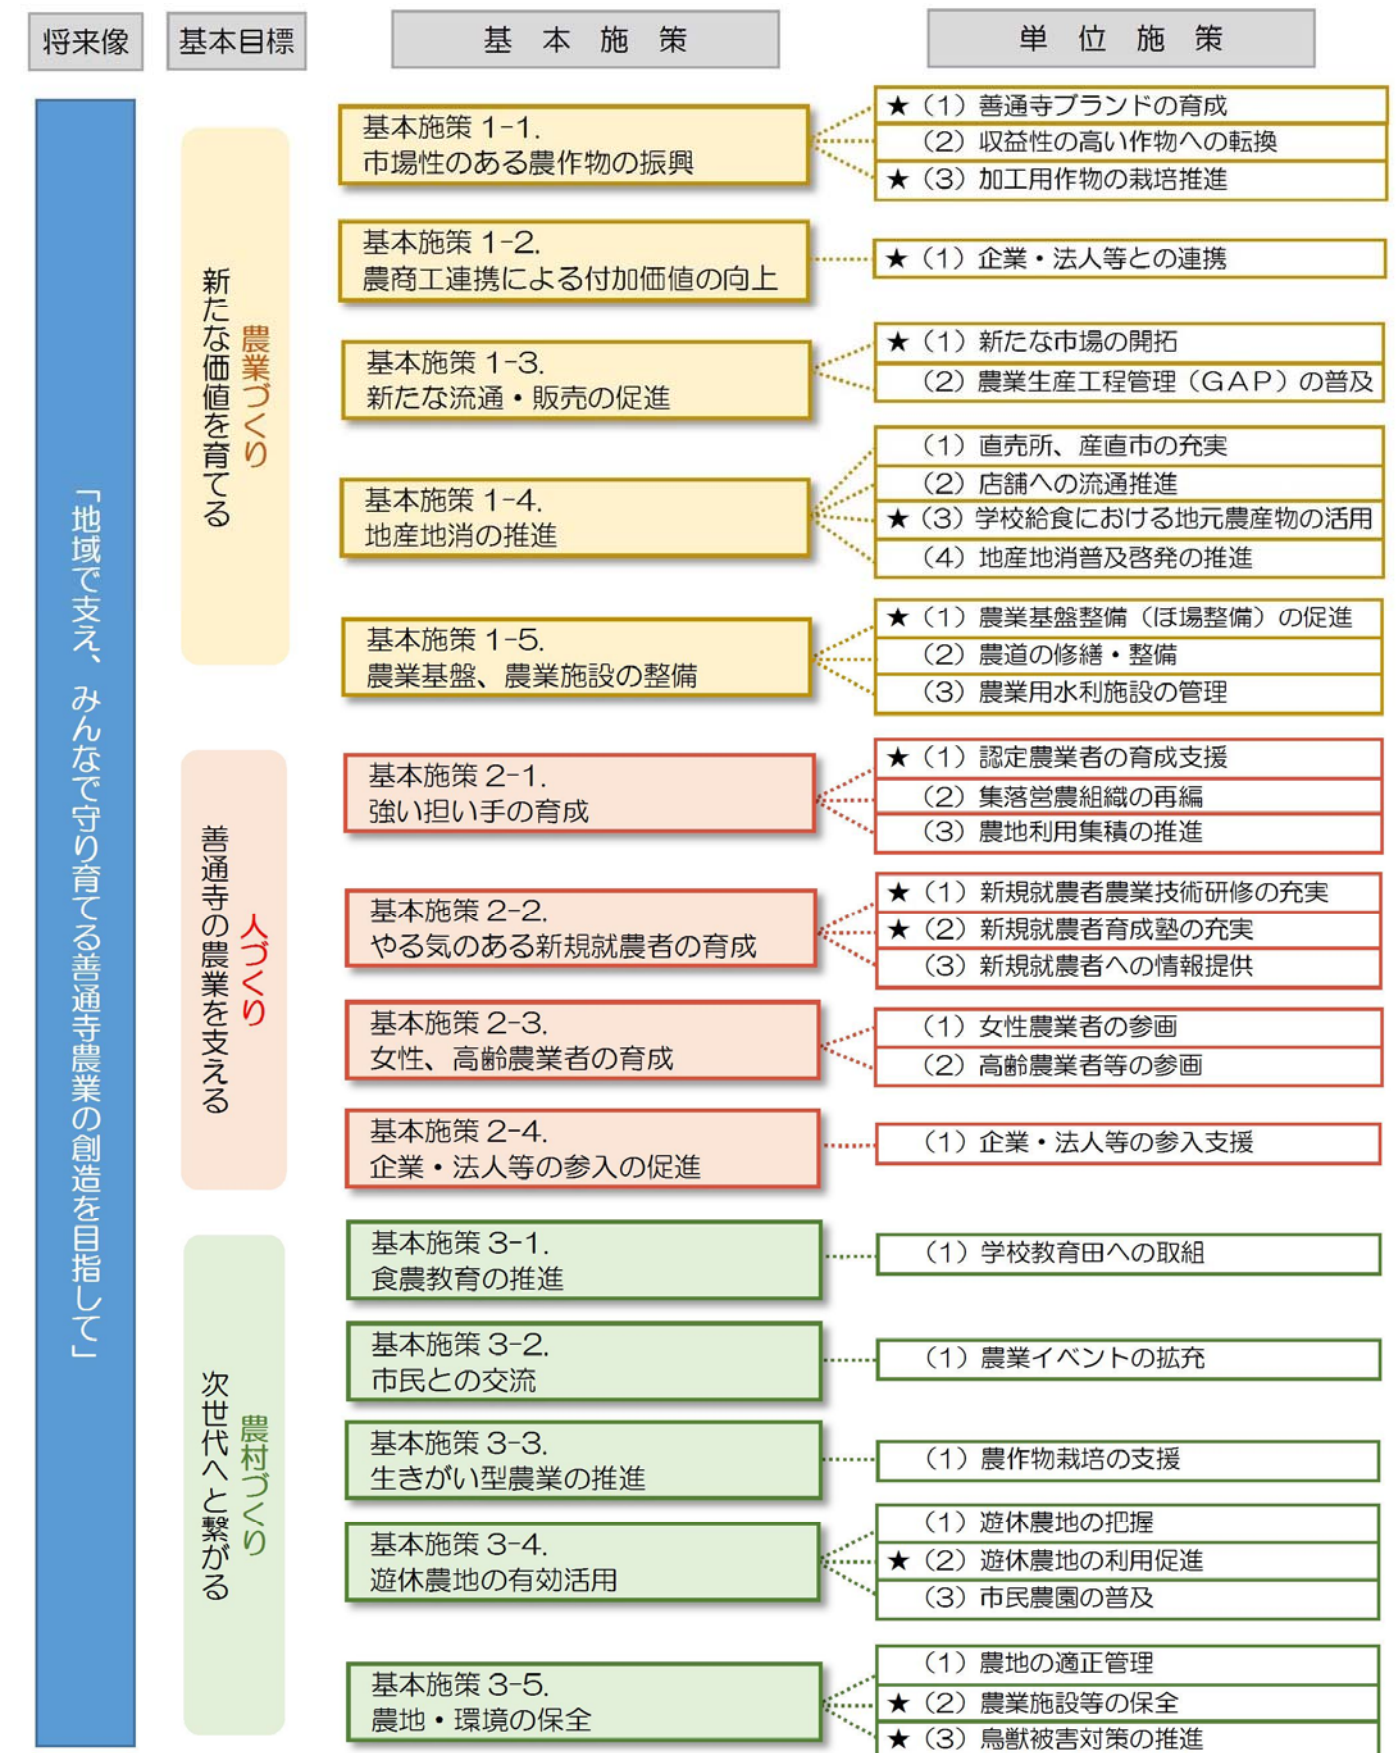 将来像
基本目標
基本施策
単位施策
「地域で支え、みんなで守り育てる善通寺農業の創造を目指して」
新たな価値を育てる
農業づくり
基本施策 1-1.
市場性のある農作物の振興
★（1）善通寺ブランドの育成
（2）収益性の高い作物への転換
★（3）加工用作物の栽培推進
基本施策 1-2.
農商工連携による付加価値の向上
★（1）企業・法人等との連携
基本施策 1-3.
新たな流通・販売の促進
★（1）新たな市場の開拓
（2）農業生産工程管理（GAP）の普及
基本施策 1-4.
地産地消の推進
（1）直売所、産直市の充実
（2）店舗への流通推進
★（3）学校給食における地元農産物の活用
（4）地産地消普及啓発の推進
基本施策 1-5.
農業基盤、農業施設の整備
★（1）農業基盤整備（ほ場整備）の促進
（2）農道の修繕・整備
（3）農業用水利施設の管理
善通寺の農業を支える
人づくり
基本施策 2-1.
強い担い手の育成
★（1）認定農業者の育成支援
（2）集落営農組織の再編
（3）農地利用集積の推進
基本施策 2-2.
やる気のある新規就農者の育成
★（1）新規就農者農業技術研修の充実
★（2）新規就農者育成塾の充実
（3）新規就農者への情報提供
基本施策 2-3.
女性、高齢農業者の育成
（1）女性農業者の参画
（2）高齢農業者等の参画
基本施策 2-4.
企業・法人等の参入の促進
（1）企業・法人等の参入支援
次世代へと繋がる
農村づくり
基本施策 3-1.
食農教育の推進
（1）学校教育田への取組
基本施策 3-2.
市民との交流
（1）農業イベントの拡充
基本施策 3-3.
生きがい型農業の推進
（1）農作物栽培の支援
基本施策 3-4.
遊休農地の有効活用
（1）遊休農地の把握
★（2）遊休農地の利用促進
（3）市民農園の普及
基本施策 3-5.
農地・環境の保全
（1）農地の適正管理
★（2）農業施設等の保全
★（3）鳥獣被害対策の推進